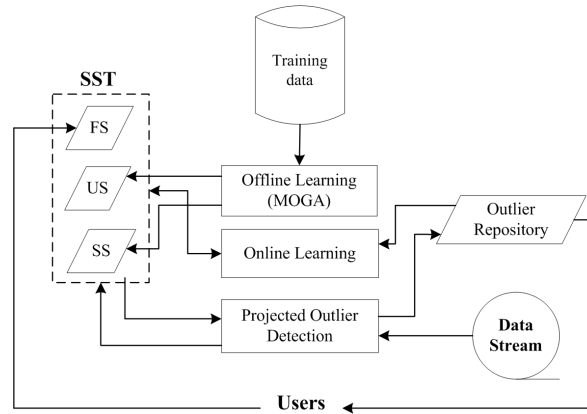 Training
data
SST
FS
US
SS
Offline Learning
(MOGA)
Online Learning
Outlier
Repository
Projected Outlier
Detection
Data
Stream
Users